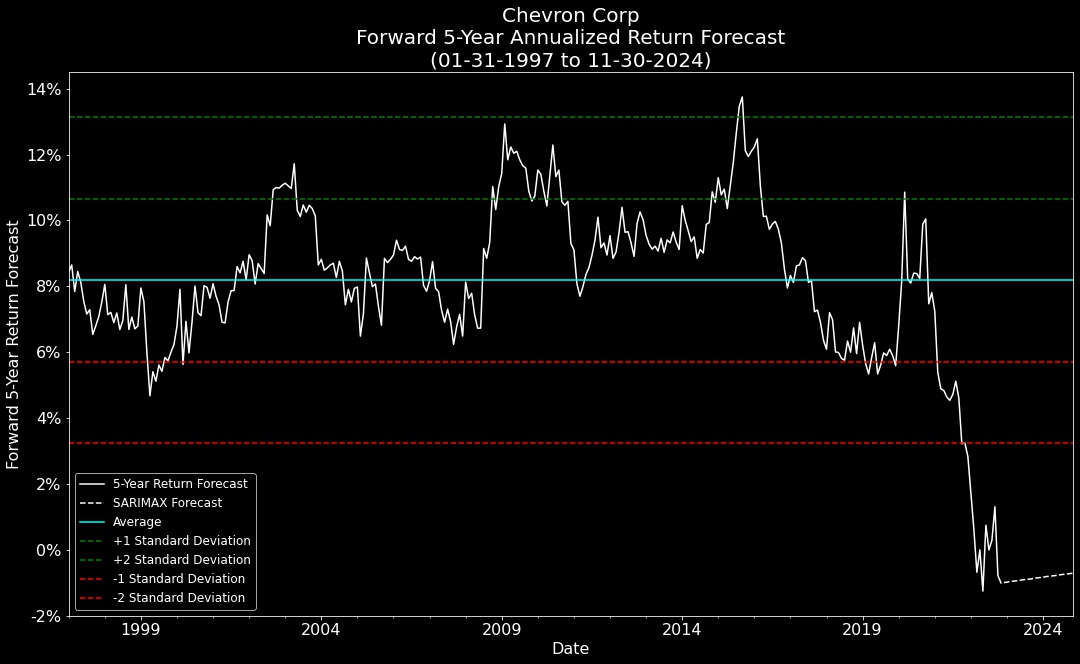 Chevron Corp
Forward 5-Year Annualized Return Forecast
(01-31-1997 to 11-30-2024)
14%
12%
10%
8%
6%
4%
2%
0%
-2%
Forward 5-Year Return Forecast
5-Year Return Forecast
SARIMAX Forecast
Average
+1 Standard Deviation
+2 Standard Deviation
-1 Standard Deviation
-2 Standard Deviation
1999
2004
2009
2014
2019
2024
Date